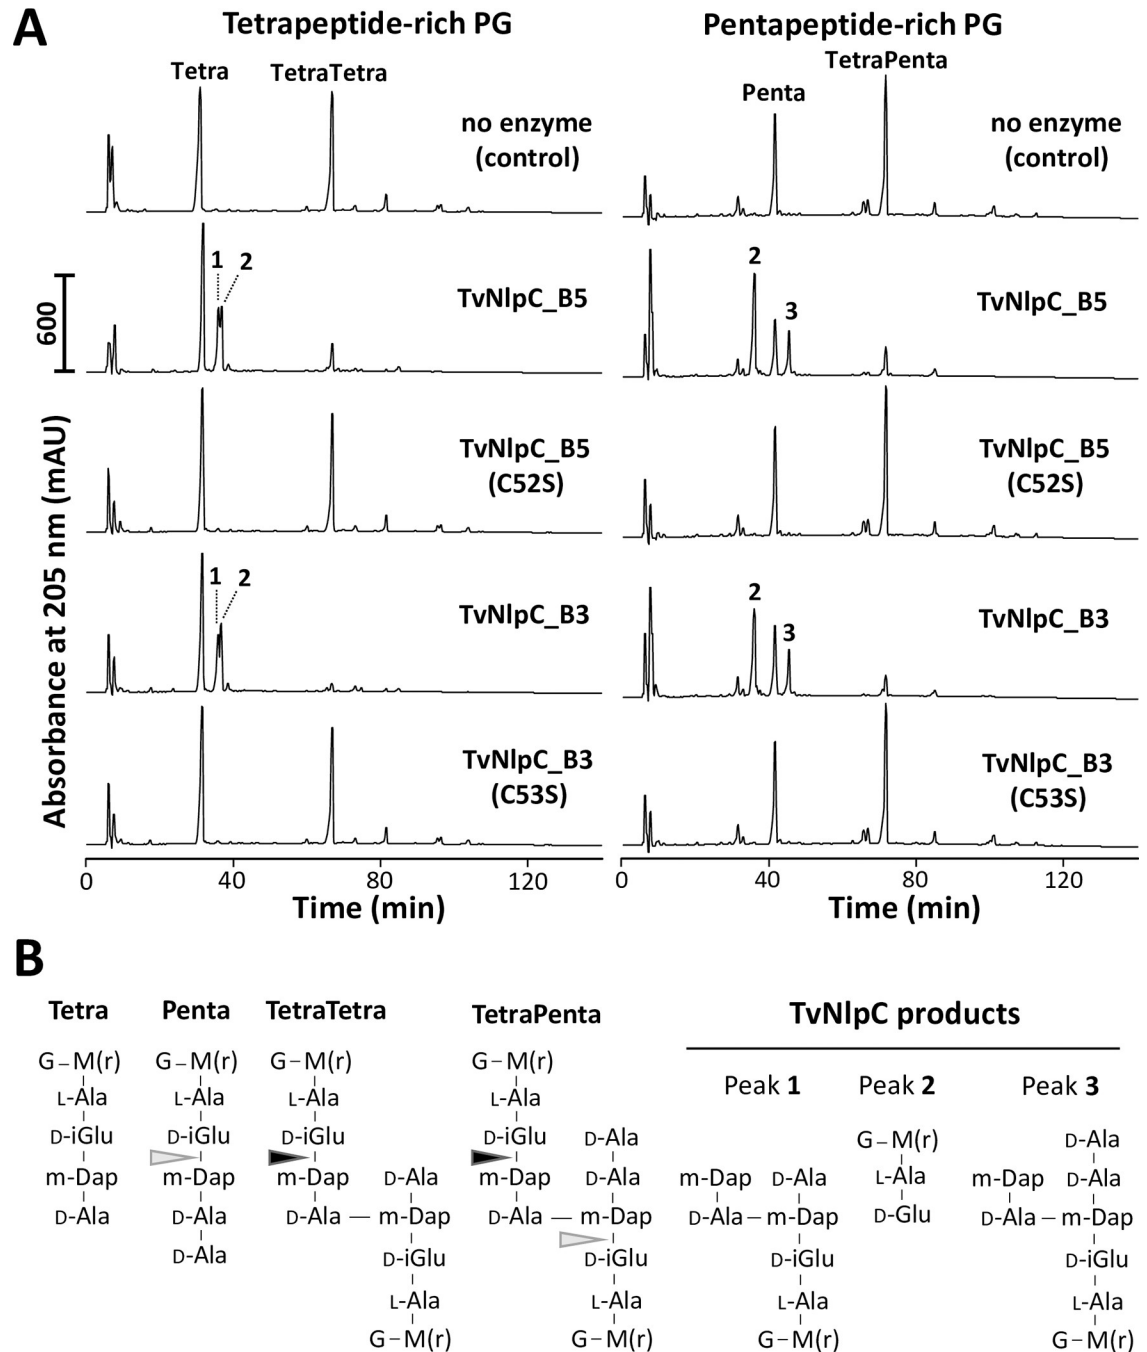 A
Tetrapeptide-rich PG
Pentapeptide-rich PG
Tetra
TetraTetra
no enzyme
(control)
Penta
TetraPenta
no enzyme
(control)
1
2
TvNlpC_B5
2
3
TvNlpC_B5
600
TvNlpC_B5
(C52S)
TvNlpC_B5
(C52S)
1
2
TvNlpC_B3
2
3
TvNlpC_B3
TvNlpC_B3
(C53S)
TvNlpC_B3
(C53S)
Absorbance at 205 nm (mAU)
0 40 80 120
0 40 80 120
Time (min)
Time (min)
B
Tetra
G–M(r)
L-Ala
D-iGlu
m-Dap
D-Ala
Penta
G–M(r)
L-Ala
D-iGlu
m-Dap
D-Ala
D-Ala
TetraTetra
G–M(r)
L-Ala
D-iGlu
m-Dap D-Ala
D-Ala — m-Dap
D-iGlu
L-Ala
G–M(r)
TetraPenta
G–M(r)
L-Ala
D-iGlu D-Ala
m-Dap D-Ala
D-Ala — m-Dap
D-iGlu
L-Ala
G–M(r)
TvNlpC products
Peak 1
m-Dap D-Ala
D-Ala – m-Dap
D-iGlu
L-Ala
G–M(r)
Peak 2
G–M(r)
L-Ala
D-Glu
Peak 3
D-Ala
m-Dap D-Ala
D-Ala – m-Dap
D-iGlu
L-Ala
G–M(r)